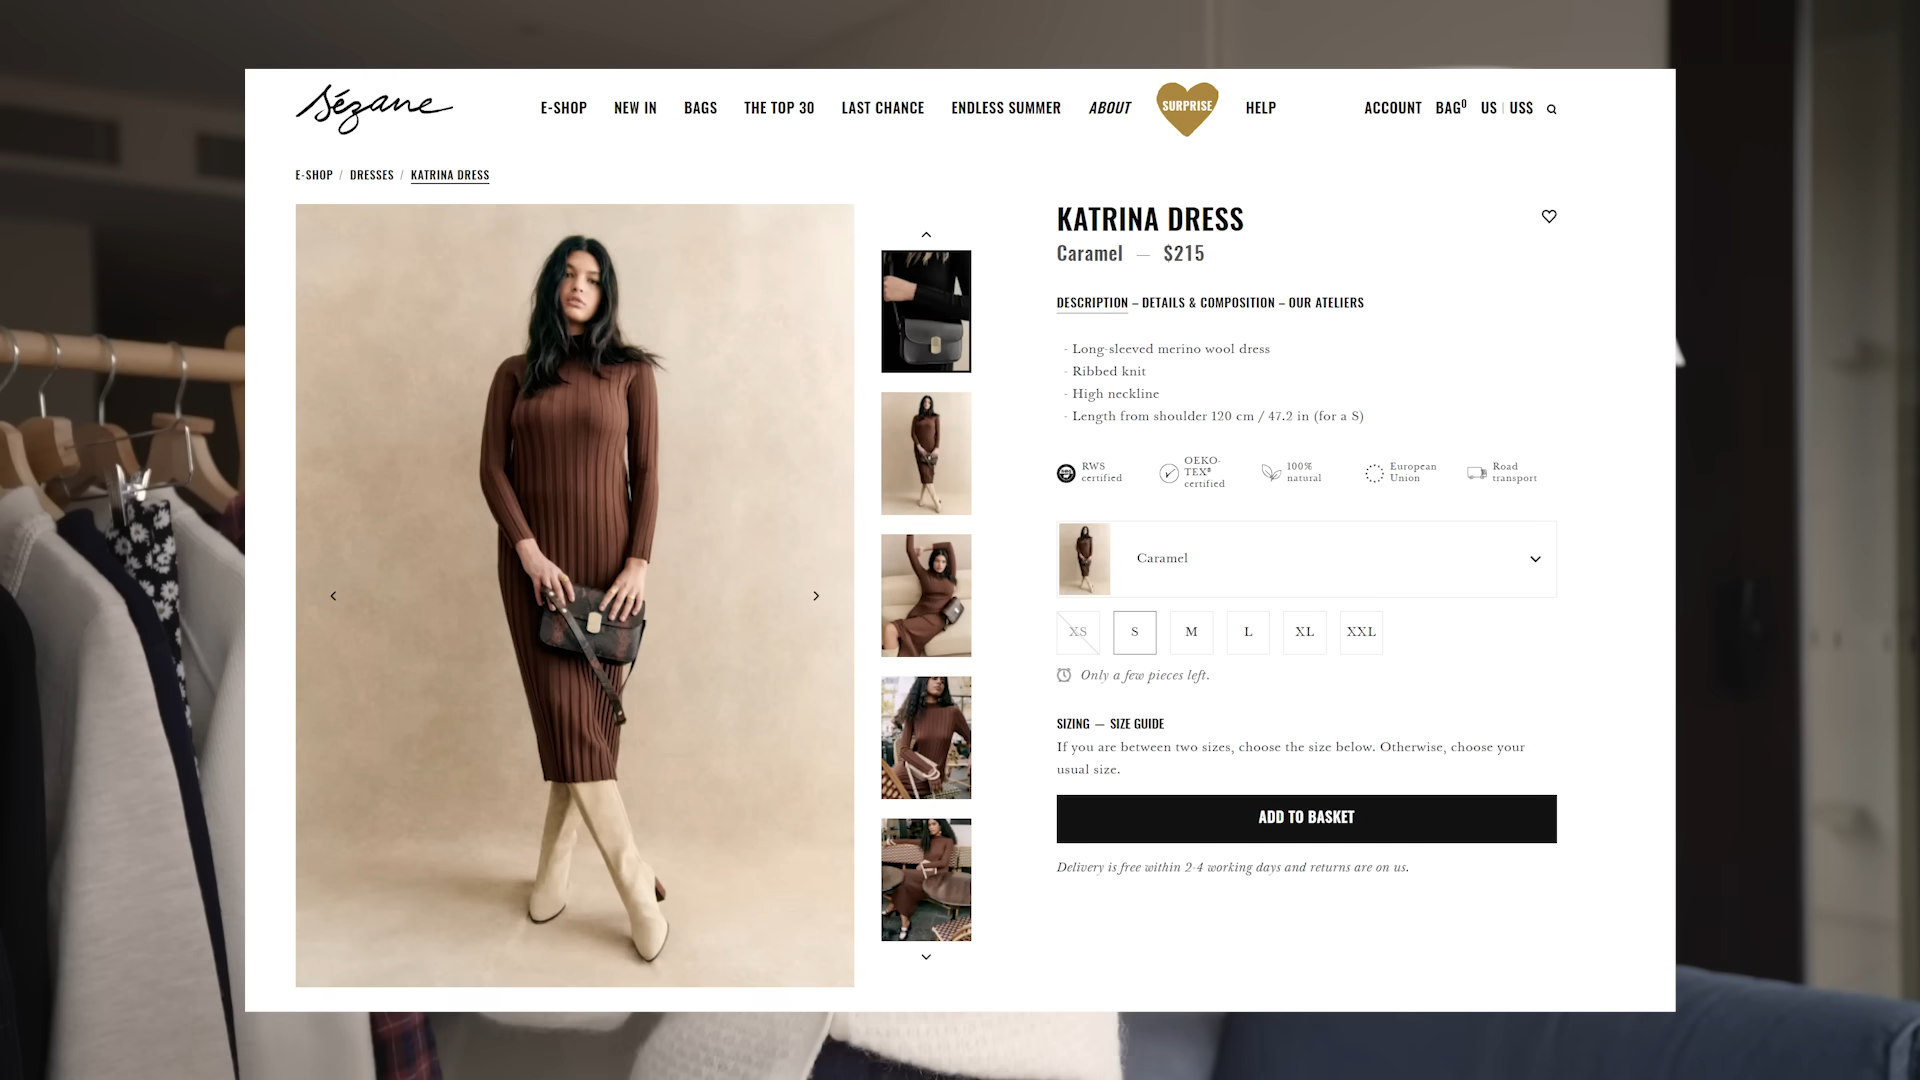 Sézane
E-SHOP NEW IN BAGS THE TOP 30 LAST CHANCE ENDLESS SUMMER ABOUT SURPRISE HELP ACCOUNT BAG0 US | US$
E-SHOP / DRESSES / KATRINA DRESS
KATRINA DRESS
Caramel — $215
DESCRIPTION – DETAILS & COMPOSITION – OUR ATELIERS
- Long-sleeved merino wool dress
- Ribbed knit
- High neckline
- Length from shoulder 120 cm / 47.2 in (for a S)
RWS
certified
OEKO-
TEX®
certified
100%
natural
European
Union
Road
transport
Caramel
XS S M L XL XXL
Only a few pieces left.
SIZING — SIZE GUIDE
If you are between two sizes, choose the size below. Otherwise, choose your
usual size.
ADD TO BASKET
Delivery is free within 2-4 working days and returns are on us.